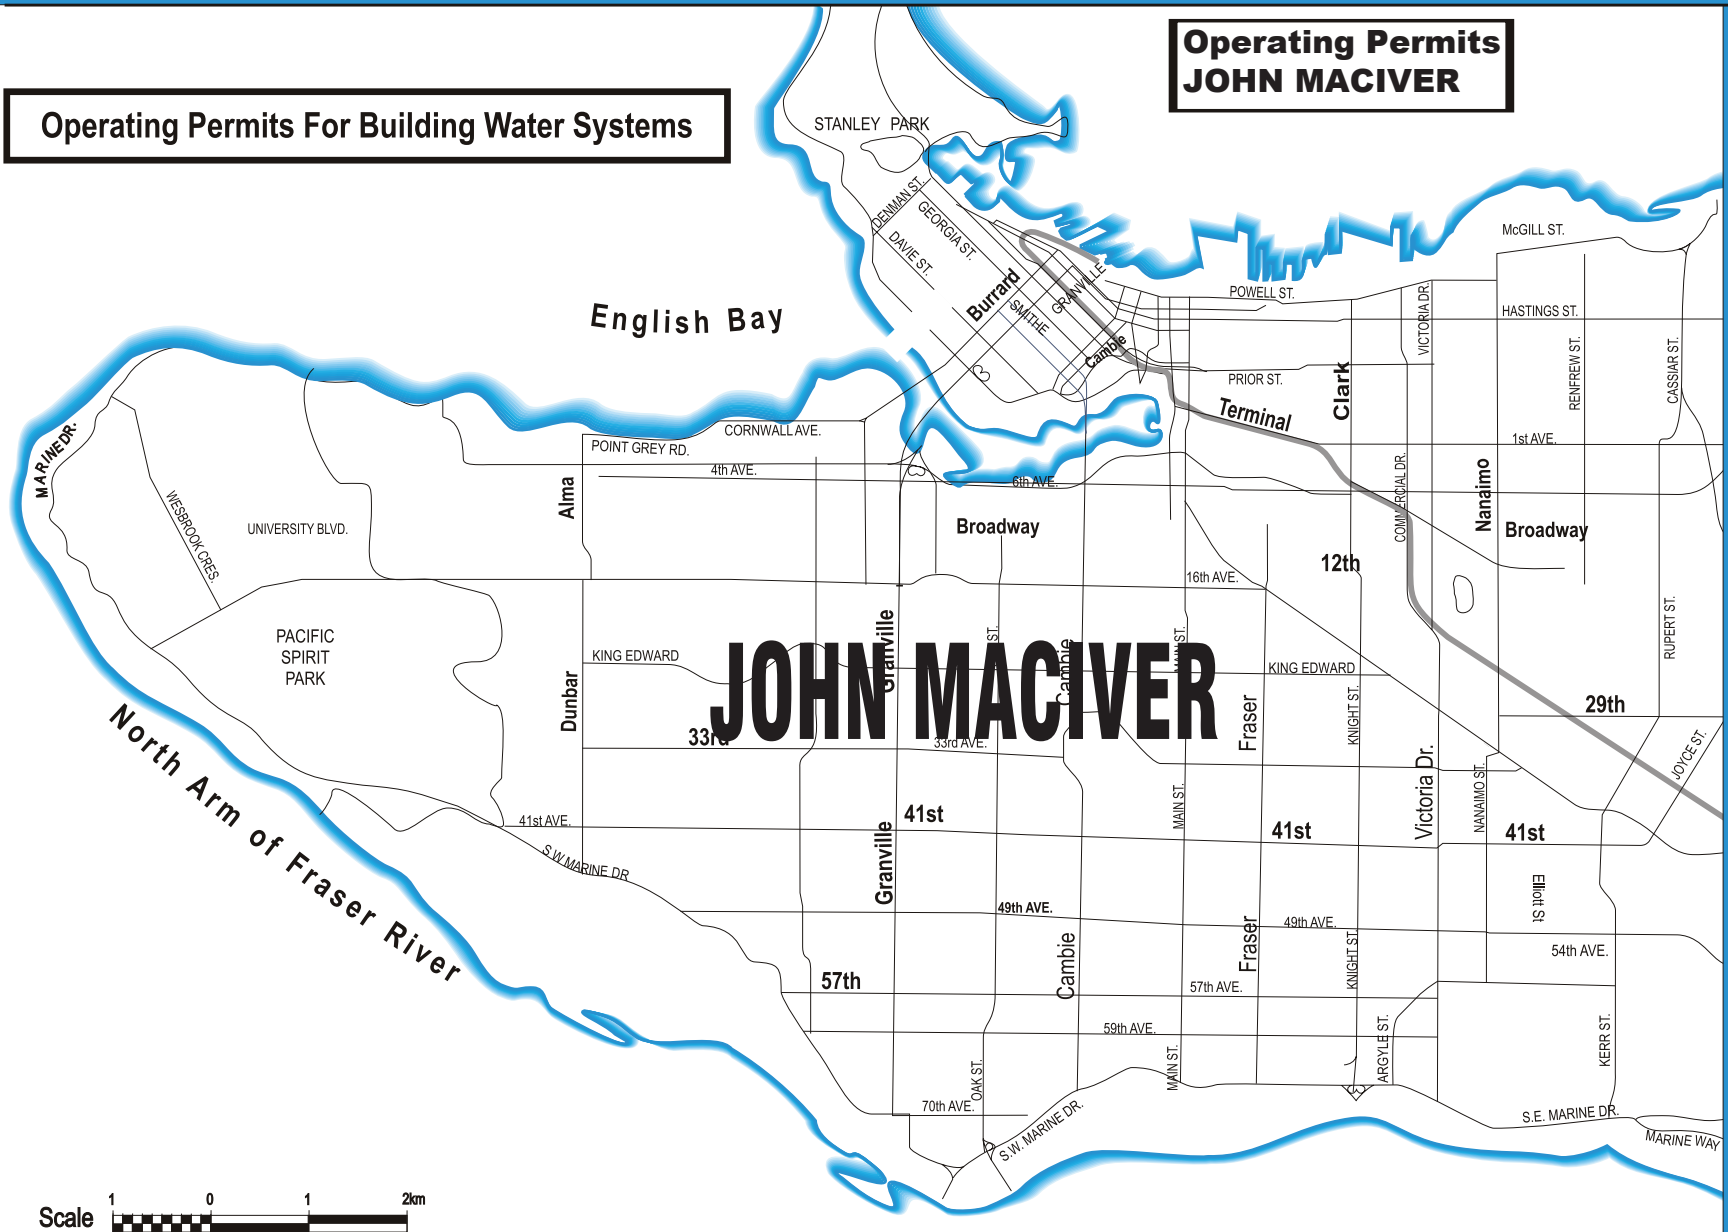 Operating Permits
JOHN MACIVER
Operating Permits For Building Water Systems
STANLEY PARK
DENMAN ST.
GEORGIA ST.
DAVIE ST.
McGILL ST.
Burrard
GRANVILLE
SMITHE
POWELL ST.
VICTORIA DR.
HASTINGS ST.
English Bay
Cambie
RENFREW ST.
CASSIAR ST.
PRIOR ST.
Clark
Terminal
MARINE DR.
CORNWALL AVE.
POINT GREY RD.
1st AVE.
4th AVE.
6th AVE.
COMMERCIAL DR.
Nanaimo
WESBROOK CRES.
UNIVERSITY BLVD.
Alma
Broadway
Broadway
12th
16th AVE.
PACIFIC
SPIRIT
PARK
Granville
ST.
Cambie
MAIN ST.
RUPERT ST.
KING EDWARD
KING EDWARD
JOHN MACIVER
Dunbar
Fraser
KNIGHT ST.
29th
33rd
33rd AVE.
JOYCE ST.
North Arm of Fraser River
Victoria Dr.
NANAIMO ST.
MAIN ST.
41st AVE.
41st
41st
41st
Granville
S.W.MARINE DR
Elliott St
49th AVE.
49th AVE.
Cambie
Fraser
KNIGHT ST.
54th AVE.
57th
57th AVE.
59th AVE.
ARGYLE ST.
KERR ST.
OAK ST.
MAIN ST.
70th AVE.
S.W. MARINE DR.
S.E. MARINE DR.
MARINE WAY
1 0 1 2km
Scale